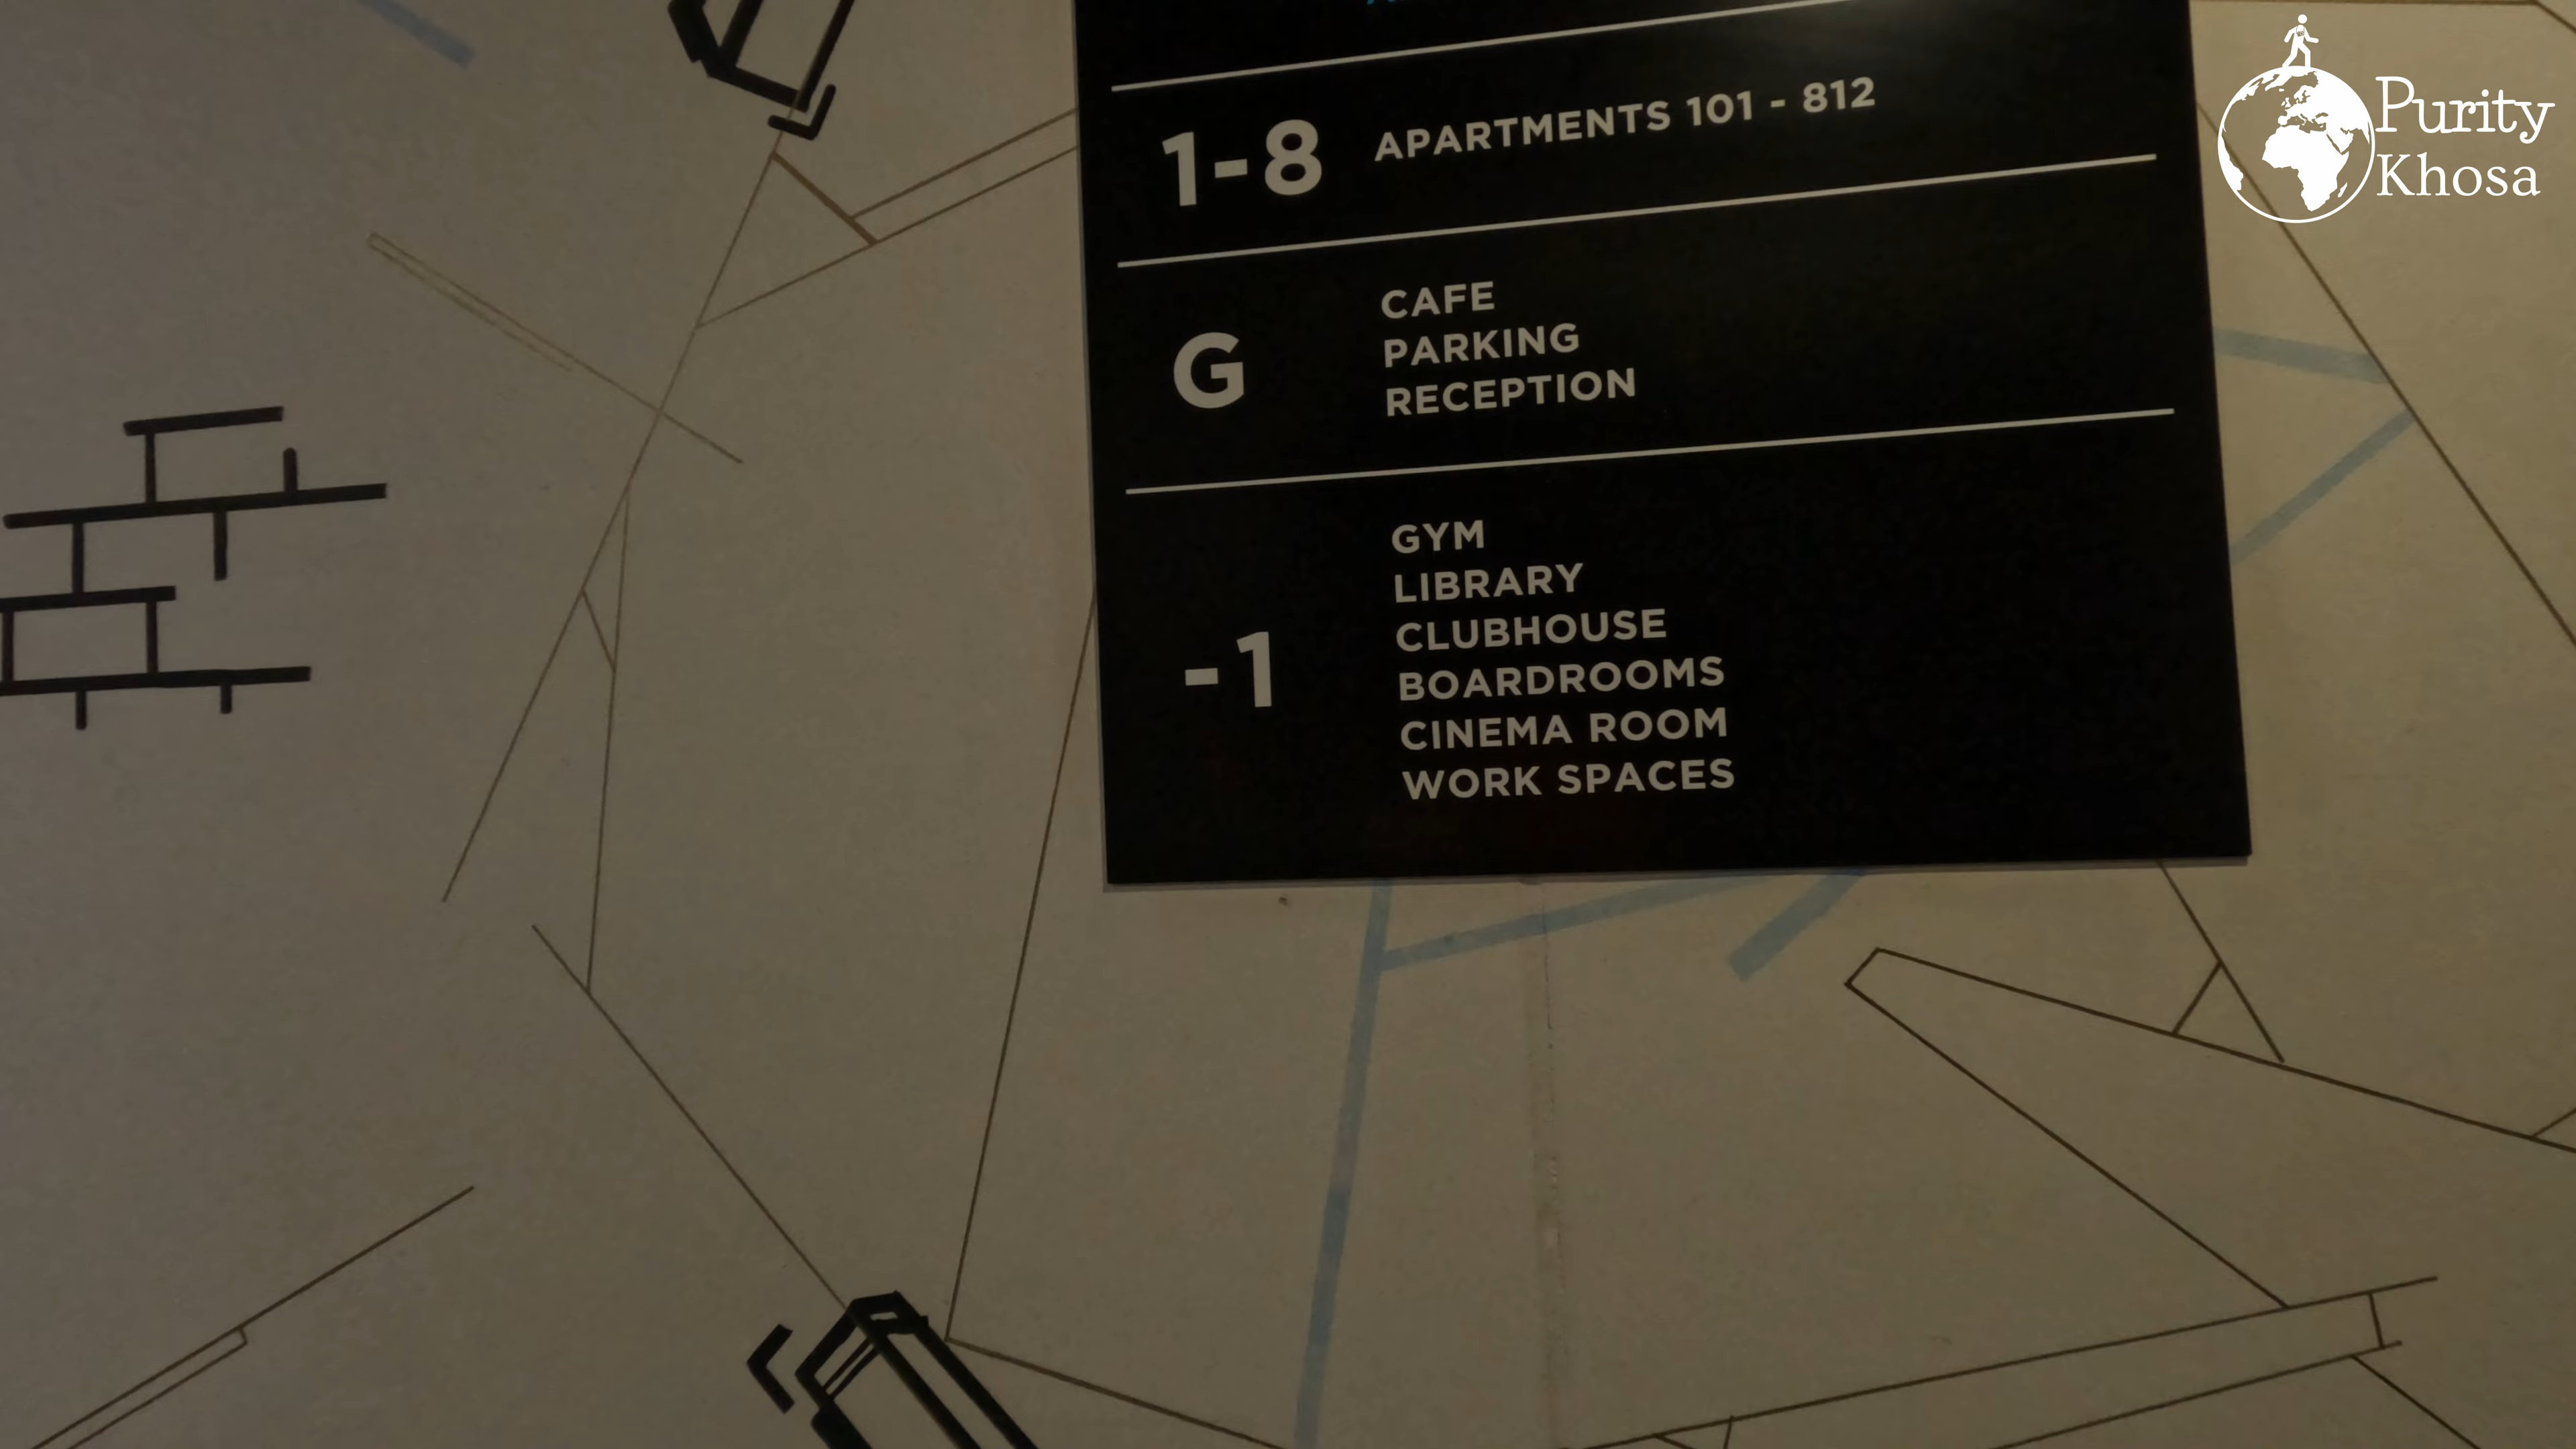 1-8 APARTMENTS 101 - 812
G
CAFE
PARKING
RECEPTION
-1
GYM
LIBRARY
CLUBHOUSE
BOARDROOMS
CINEMA ROOM
WORK SPACES
Purity
Khosa